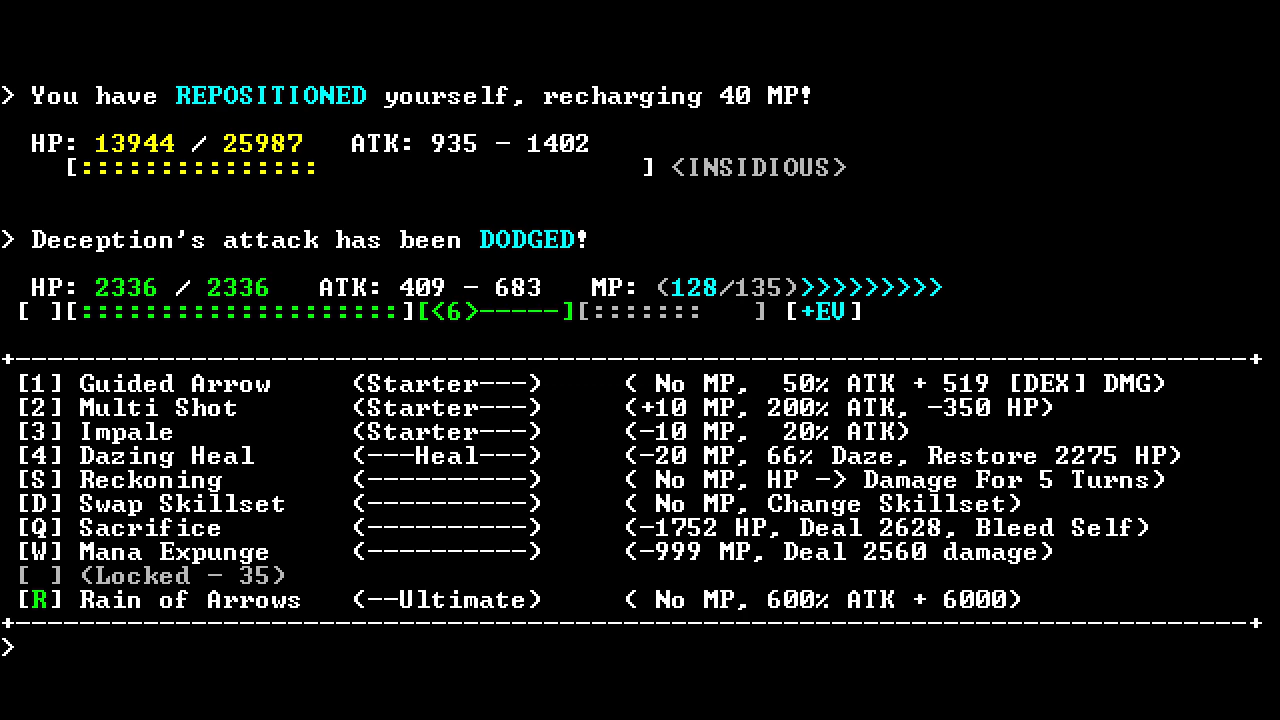 > You have REPOSITIONED yourself, recharging 40 MP!
HP: 13944 / 25987   ATK: 935 - 1402
[:::::::::::::::                    ] <INSIDIOUS>
> Deception's attack has been DODGED!
HP: 2336 / 2336   ATK: 409 - 683   MP: (128/135)>>>>>>>>>
[ ][::::::::::::::::::::][<6>-----][:::::::   ] [+EV]
+-----------------------------------------------------------------------------+
[1] Guided Arrow     (Starter---)     ( No MP,  50% ATK + 519 [DEX] DMG)
[2] Multi Shot       (Starter---)     (+10 MP, 200% ATK, -350 HP)
[3] Impale           (Starter---)     (-10 MP,  20% ATK)
[4] Dazing Heal      (---Heal---)     (-20 MP, 66% Daze, Restore 2275 HP)
[S] Reckoning        (----------)     ( No MP, HP -> Damage For 5 Turns)
[D] Swap Skillset    (----------)     ( No MP, Change Skillset)
[Q] Sacrifice        (----------)     (-1752 HP, Deal 2628, Bleed Self)
[W] Mana Expunge     (----------)     (-999 MP, Deal 2560 damage)
[ ] (Locked - 35)
[R] Rain of Arrows   (--Ultimate)     ( No MP, 600% ATK + 6000)
+-----------------------------------------------------------------------------+
>